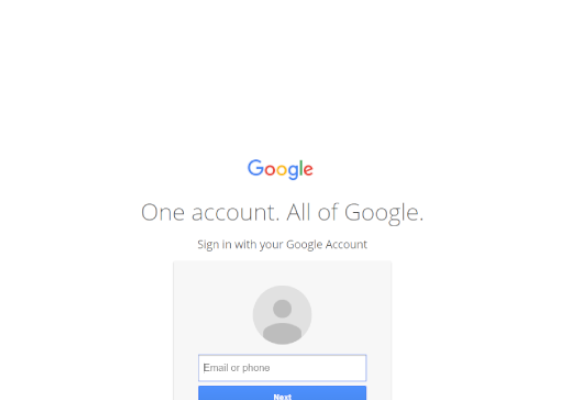 Google
One account. All of Google.
Sign in with your Google Account
Email or phone
Next